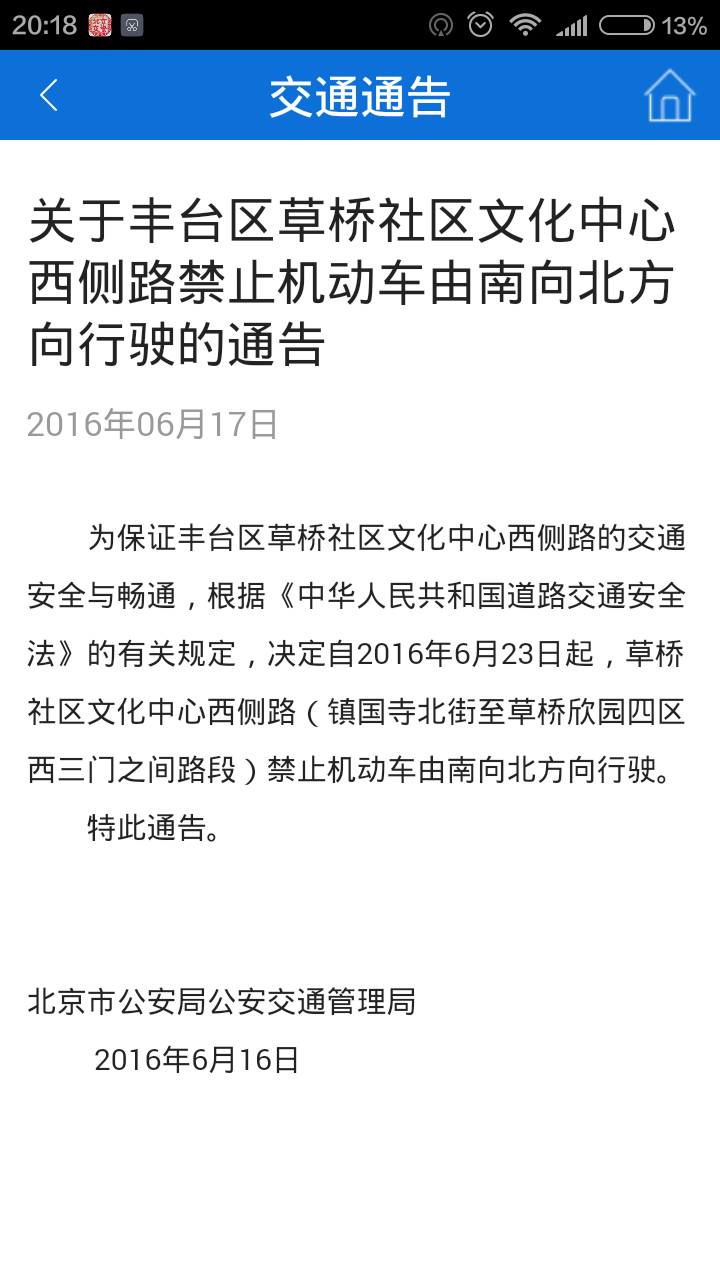 20:18
13%
交通通告
关于丰台区草桥社区文化中心
西侧路禁止机动车由南向北方
向行驶的通告
2016年06月17日
为保证丰台区草桥社区文化中心西侧路的交通
安全与畅通，根据《中华人民共和国道路交通安全
法》的有关规定，决定自2016年6月23日起，草桥
社区文化中心西侧路（镇国寺北街至草桥欣园四区
西三门之间路段）禁止机动车由南向北方向行驶。
特此通告。
北京市公安局公安交通管理局
2016年6月16日